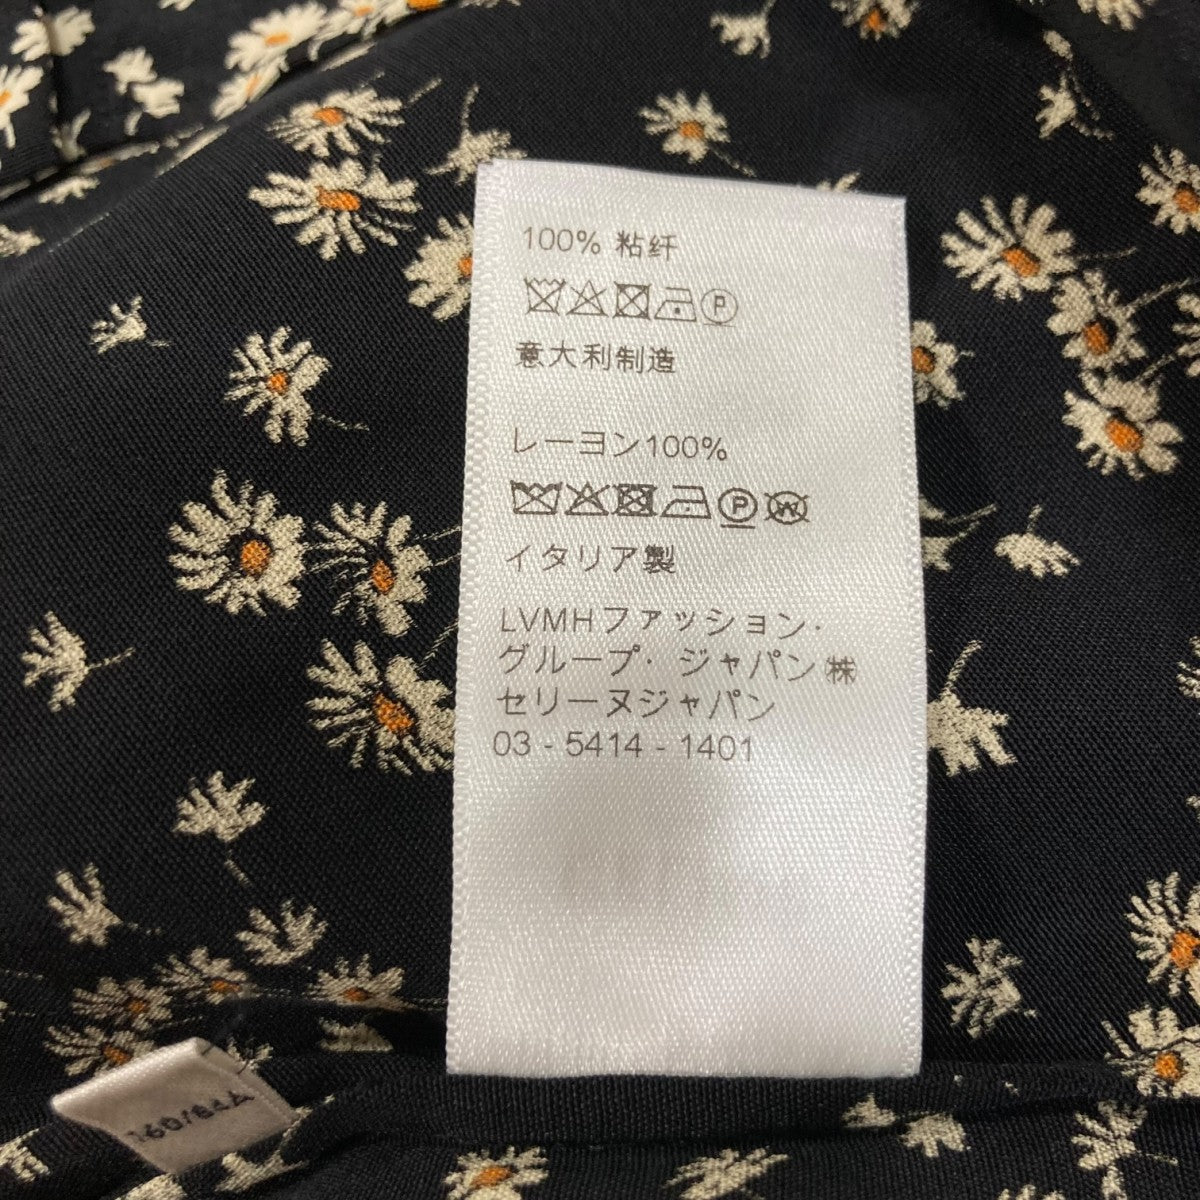 100% 粘纤
P
意大利制造
レーヨン100%
P W
イタリア製
LVMHファッション・
グループ・ジャパン㈱
セリーヌジャパン
03 - 5414 - 1401
160/84A